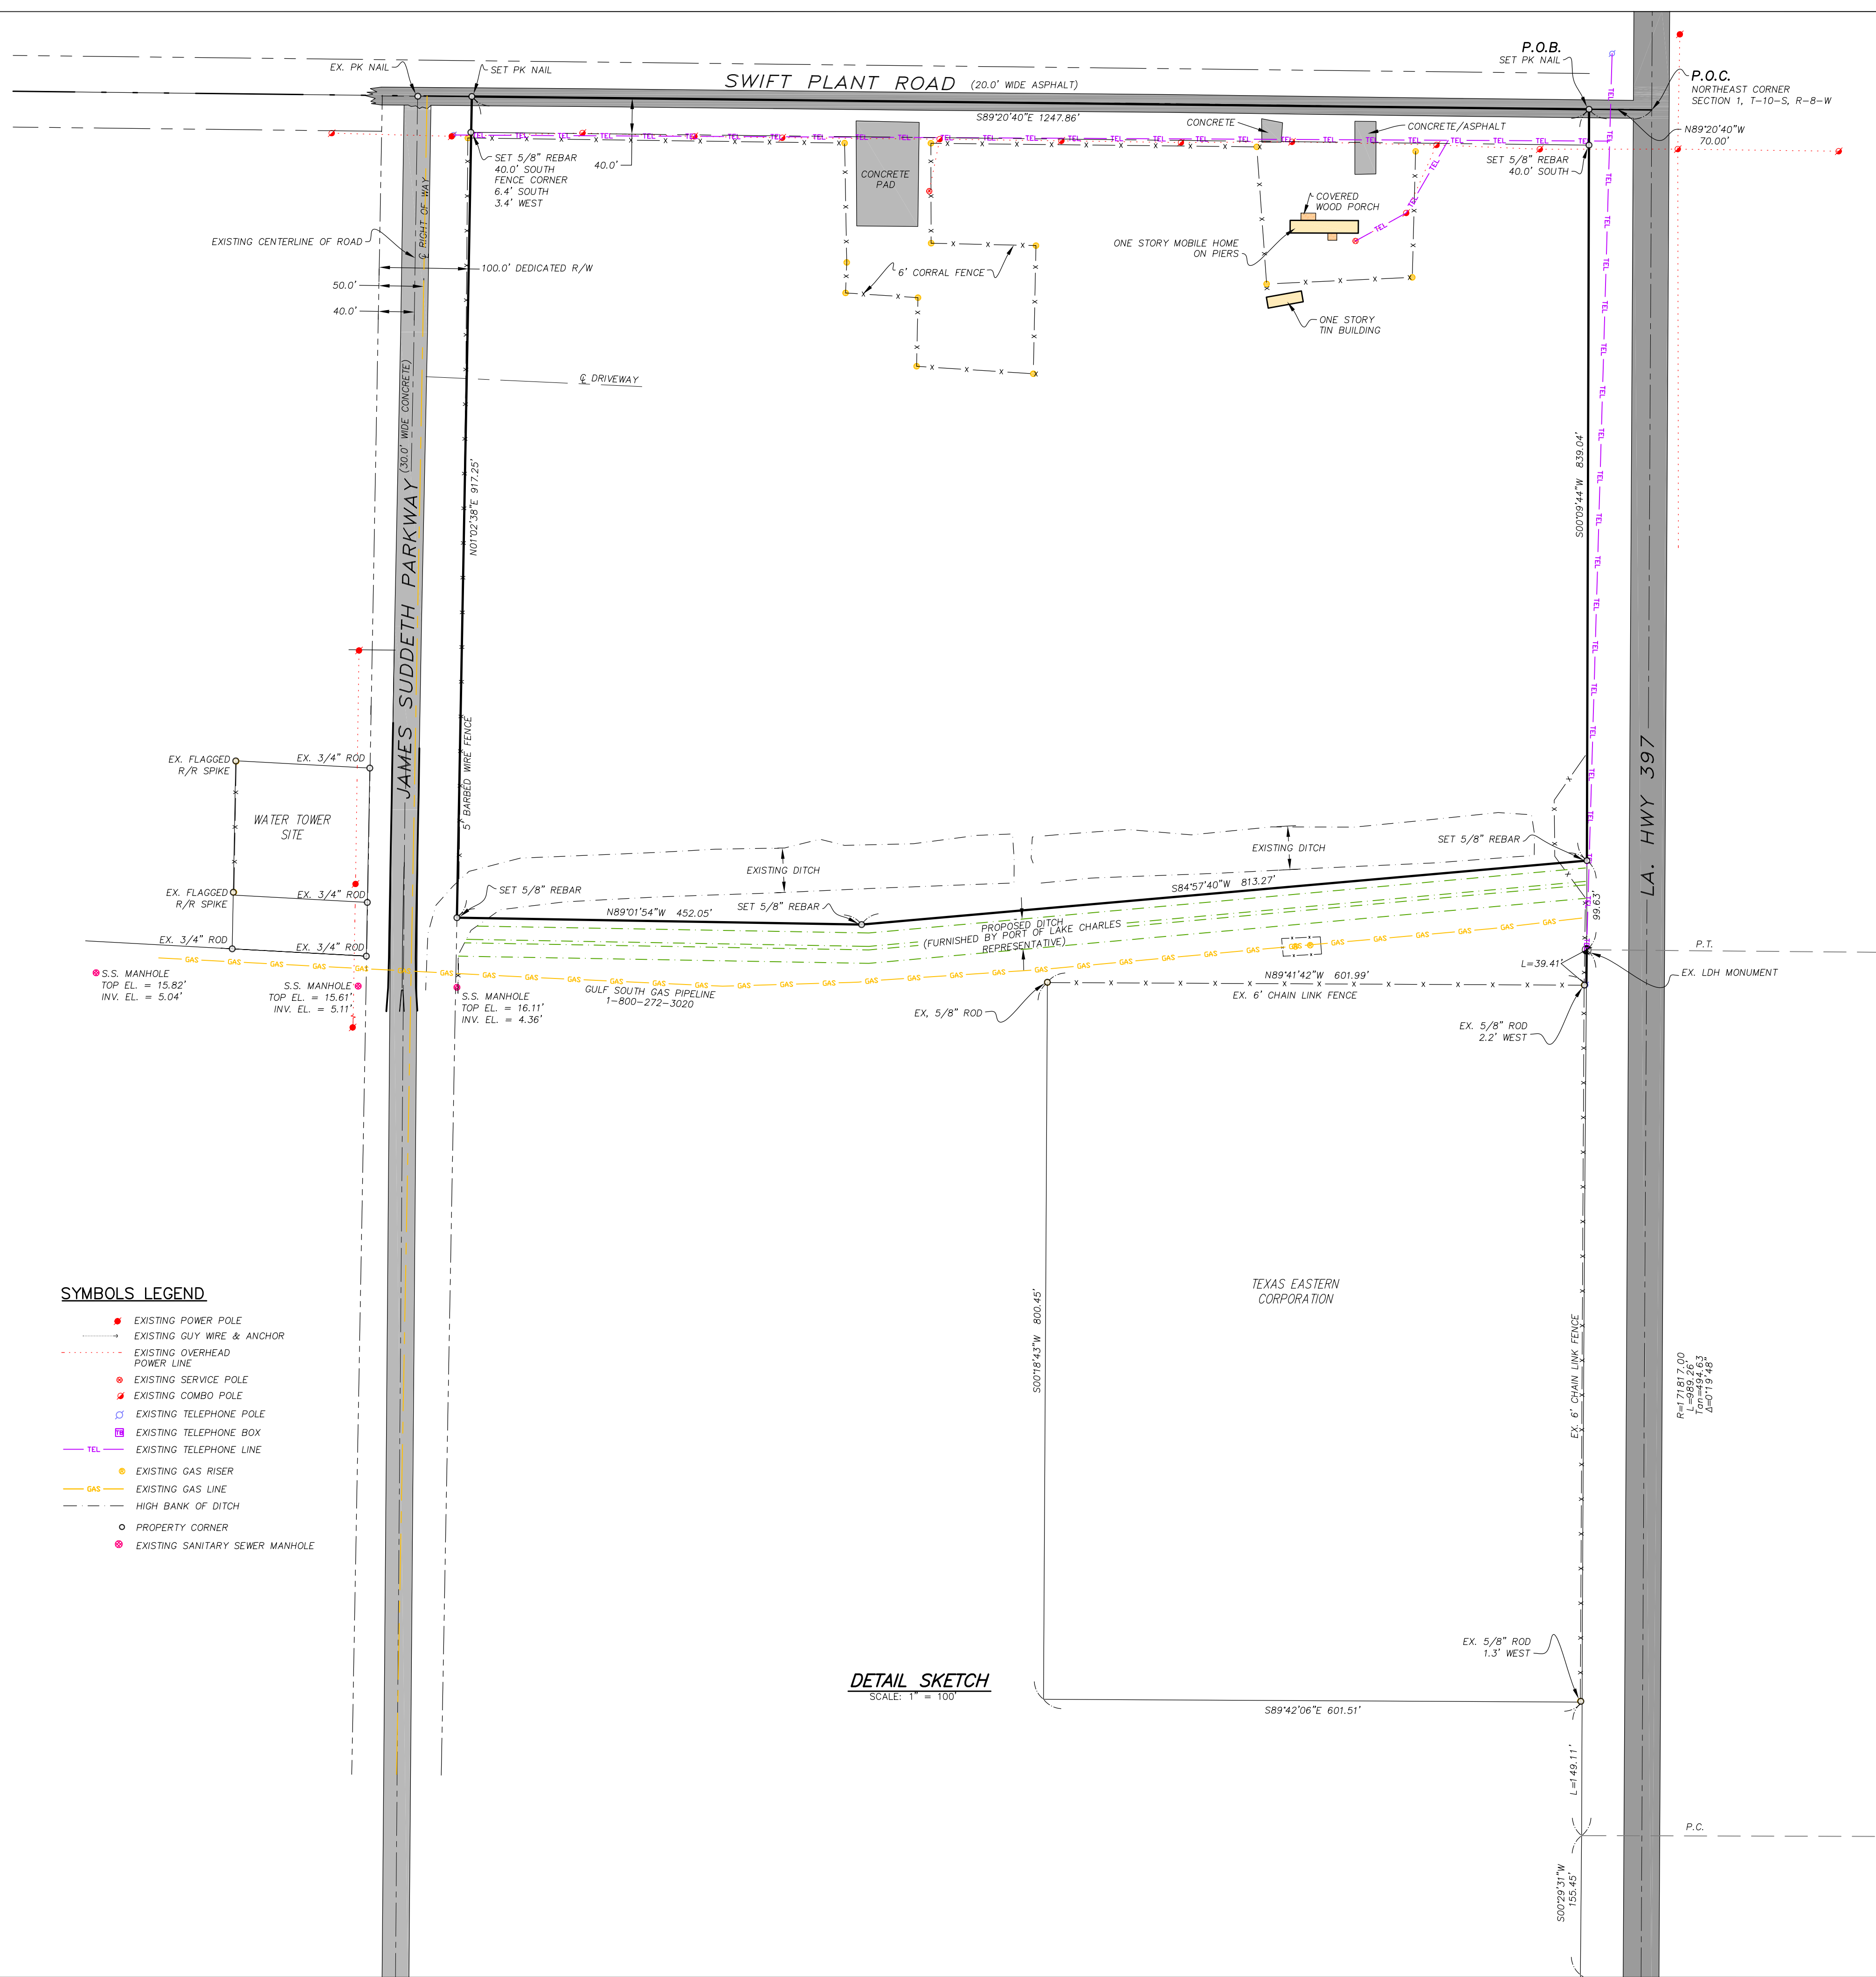 P.O.B.
SET PK NAIL
EX. PK NAIL
SET PK NAIL
SWIFT PLANT ROAD (20.0' WIDE ASPHALT)
P.O.C.
NORTHEAST CORNER
SECTION 1, T-10-S, R-8-W
S89°20'40"E 1247.86'
N89°20'40"W
70.00'
CONCRETE
CONCRETE/ASPHALT
SET 5/8" REBAR
40.0' SOUTH
FENCE CORNER
6.4' SOUTH
3.4' WEST
40.0'
CONCRETE
PAD
SET 5/8" REBAR
40.0' SOUTH
COVERED
WOOD PORCH
ONE STORY MOBILE HOME
ON PIERS
EXISTING CENTERLINE OF ROAD
℄ RIGHT OF WAY
100.0' DEDICATED R/W
50.0'
40.0'
6' CORRAL FENCE
ONE STORY
TIN BUILDING
℄ DRIVEWAY
JAMES SUDDETH PARKWAY (30.0' WIDE CONCRETE)
N01°02'38"E 917.25'
5' BARBED WIRE FENCE
S00°09'44"W 839.04'
LA. HWY 397
EX. FLAGGED
R/R SPIKE
EX. 3/4" ROD
WATER TOWER
SITE
EX. FLAGGED
R/R SPIKE
EX. 3/4" ROD
EX. 3/4" ROD
EX. 3/4" ROD
EXISTING DITCH
EXISTING DITCH
SET 5/8" REBAR
SET 5/8" REBAR
SET 5/8" REBAR
N89°01'54"W 452.05'
S84°57'40"W 813.27'
PROPOSED DITCH
(FURNISHED BY PORT OF LAKE CHARLES
REPRESENTATIVE)
99.63'
P.T.
L=39.41'
EX. LDH MONUMENT
S.S. MANHOLE
TOP EL. = 15.82'
INV. EL. = 5.04'
S.S. MANHOLE
TOP EL. = 15.61'
INV. EL. = 5.11'
S.S. MANHOLE
TOP EL. = 16.11'
INV. EL. = 4.36'
GULF SOUTH GAS PIPELINE
1-800-272-3020
N89°41'42"W 601.99'
EX. 6' CHAIN LINK FENCE
EX, 5/8" ROD
EX. 5/8" ROD
2.2' WEST
TEXAS EASTERN
CORPORATION
S00°18'43"W 800.45'
EX. 6' CHAIN LINK FENCE
R=171817.00
L=989.26'
Tan=494.63
Δ=0°19'48"
SYMBOLS LEGEND
EXISTING POWER POLE
EXISTING GUY WIRE & ANCHOR
EXISTING OVERHEAD
POWER LINE
EXISTING SERVICE POLE
EXISTING COMBO POLE
EXISTING TELEPHONE POLE
EXISTING TELEPHONE BOX
TEL EXISTING TELEPHONE LINE
EXISTING GAS RISER
GAS EXISTING GAS LINE
HIGH BANK OF DITCH
PROPERTY CORNER
EXISTING SANITARY SEWER MANHOLE
EX. 5/8" ROD
1.3' WEST
DETAIL SKETCH
SCALE: 1" = 100'
S89°42'06"E 601.51'
L=149.11'
P.C.
S00°29'31"W
155.45'